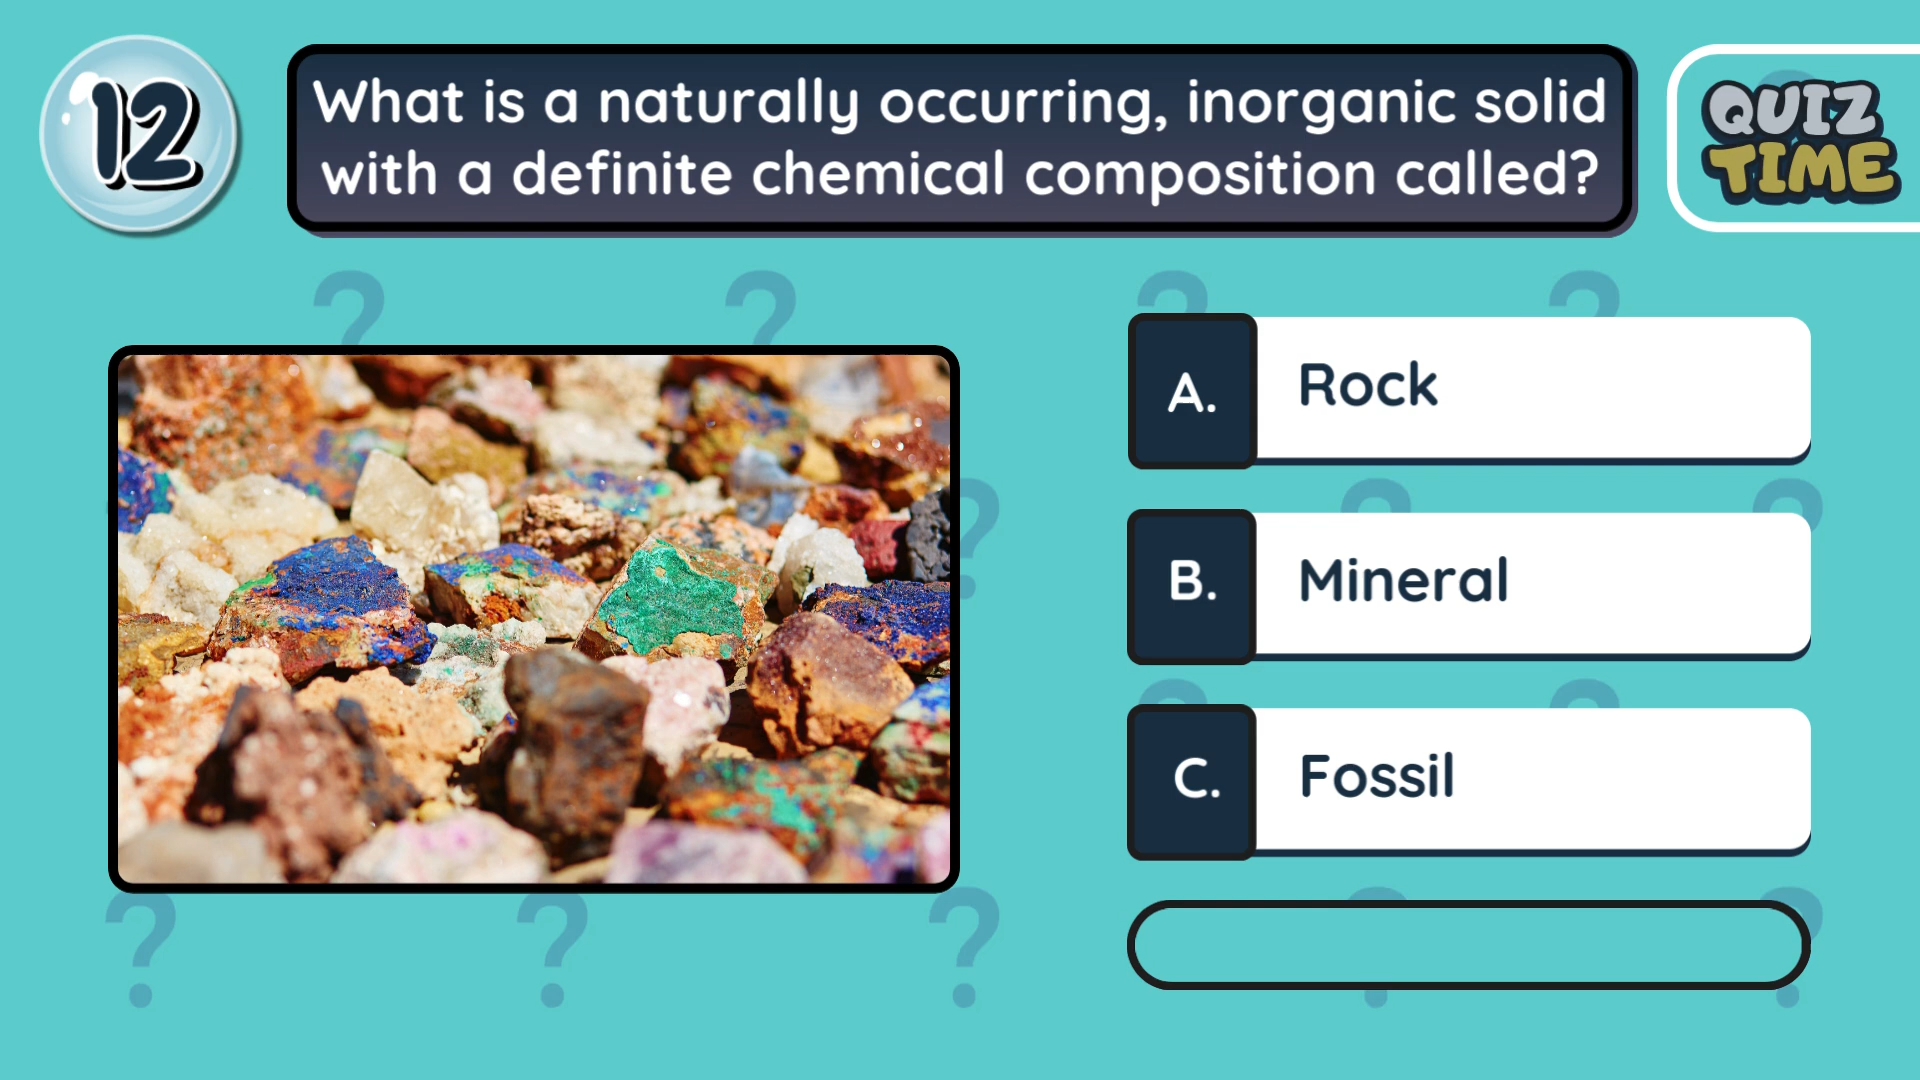 12
What is a naturally occurring, inorganic solid
with a definite chemical composition called?
QUIZ
TIME
A. Rock
B. Mineral
C. Fossil